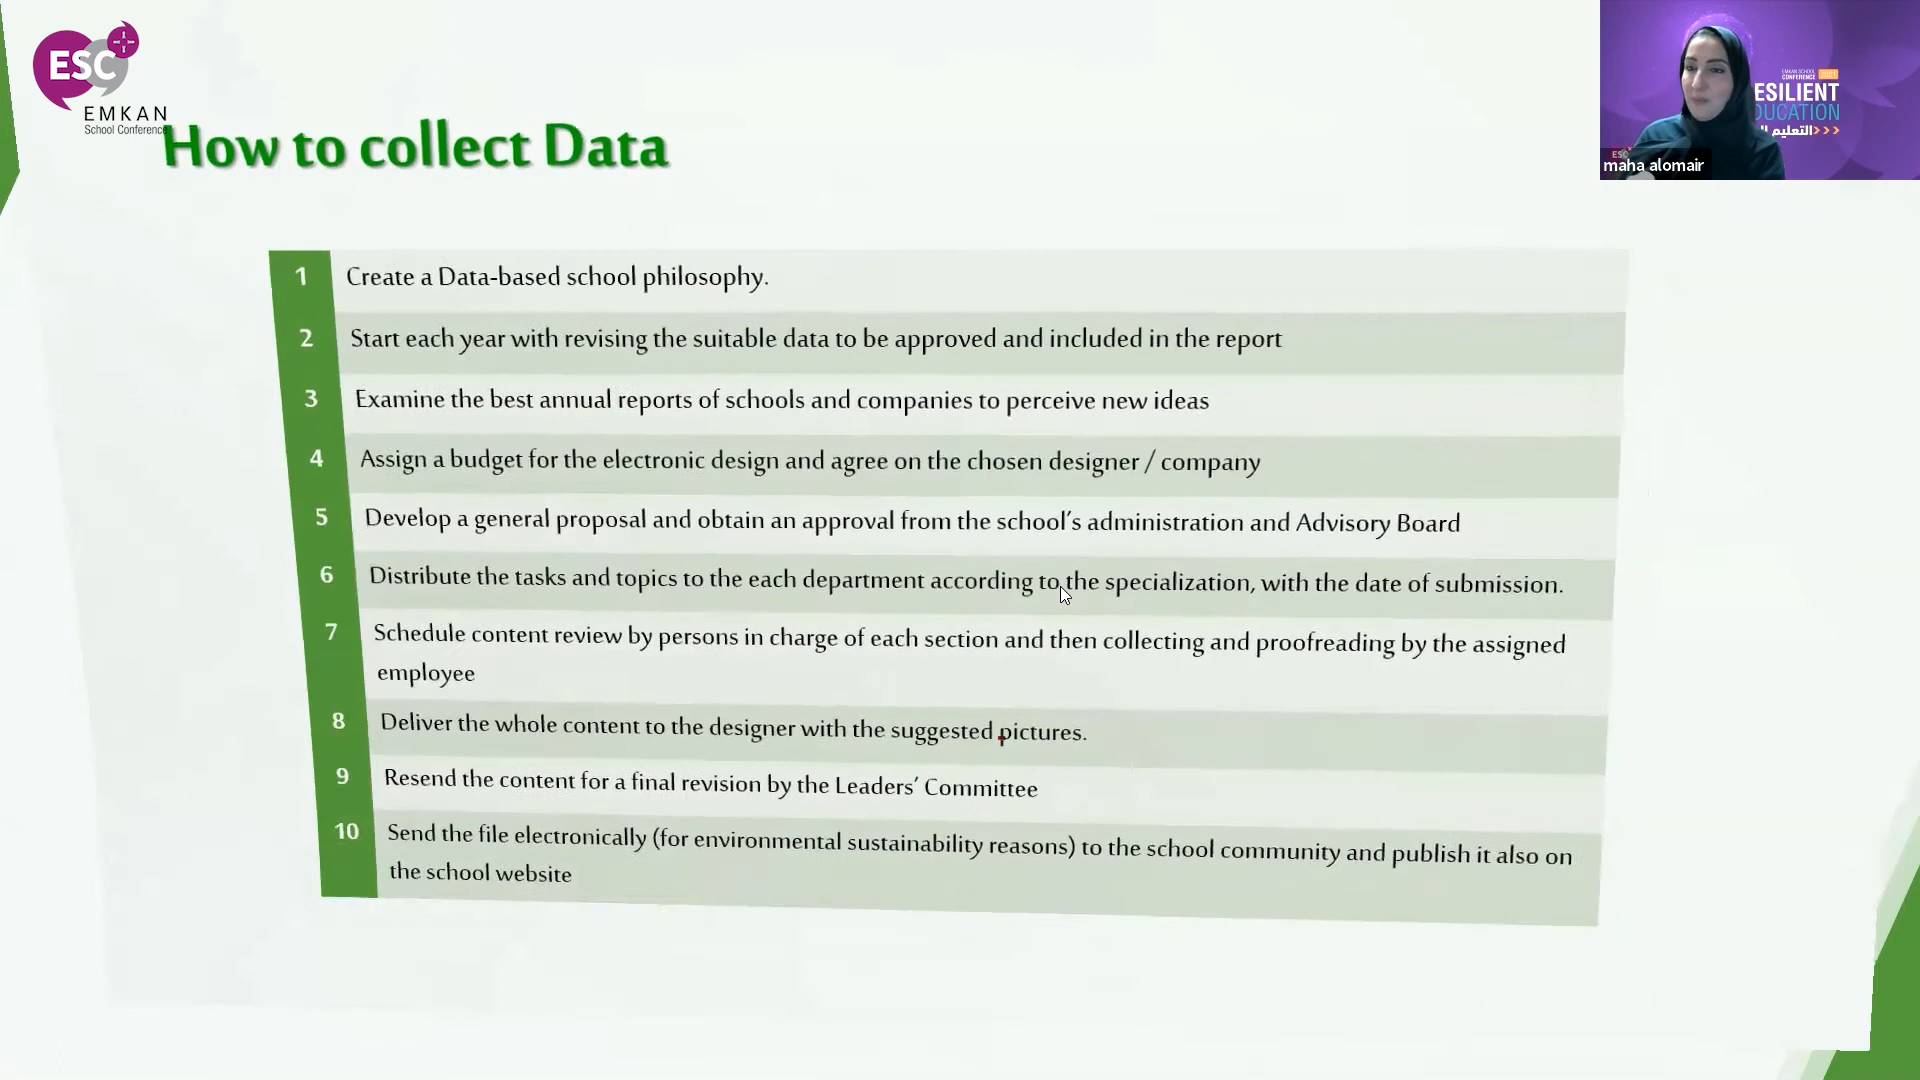 ESC
EMKAN
School Conference
How to collect Data
EMKAN SCHOOL
CONFERENCE
ESILIENT
DUCATION
التعليم ال
ESC
maha alomair
1 Create a Data-based school philosophy.
2 Start each year with revising the suitable data to be approved and included in the report
3 Examine the best annual reports of schools and companies to perceive new ideas
4 Assign a budget for the electronic design and agree on the chosen designer / company
5 Develop a general proposal and obtain an approval from the school's administration and Advisory Board
6 Distribute the tasks and topics to the each department according to the specialization, with the date of submission.
7 Schedule content review by persons in charge of each section and then collecting and proofreading by the assigned
employee
8 Deliver the whole content to the designer with the suggested pictures.
9 Resend the content for a final revision by the Leaders' Committee
10 Send the file electronically (for environmental sustainability reasons) to the school community and publish it also on
the school website